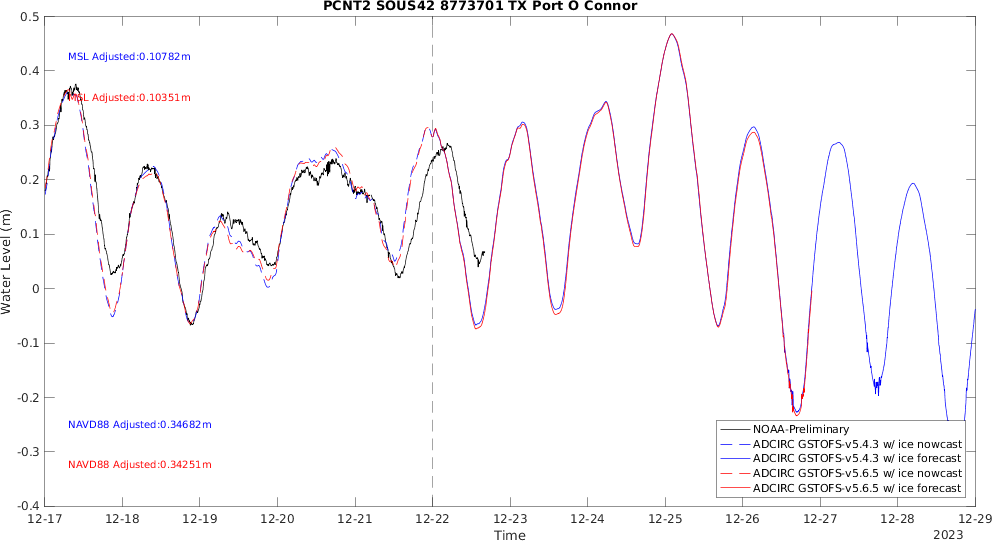 PCNT2 SOUS42 8773701 TX Port O Connor
MSL Adjusted:0.10782m
MSL Adjusted:0.10351m
NAVD88 Adjusted:0.34682m
NAVD88 Adjusted:0.34251m
Water Level (m)
0.5
0.4
0.3
0.2
0.1
0
-0.1
-0.2
-0.3
-0.4
NOAA-Preliminary
ADCIRC GSTOFS-v5.4.3 w/ ice nowcast
ADCIRC GSTOFS-v5.4.3 w/ ice forecast
ADCIRC GSTOFS-v5.6.5 w/ ice nowcast
ADCIRC GSTOFS-v5.6.5 w/ ice forecast
12-17 12-18 12-19 12-20 12-21 12-22 12-23 12-24 12-25 12-26 12-27 12-28 12-29
Time
2023